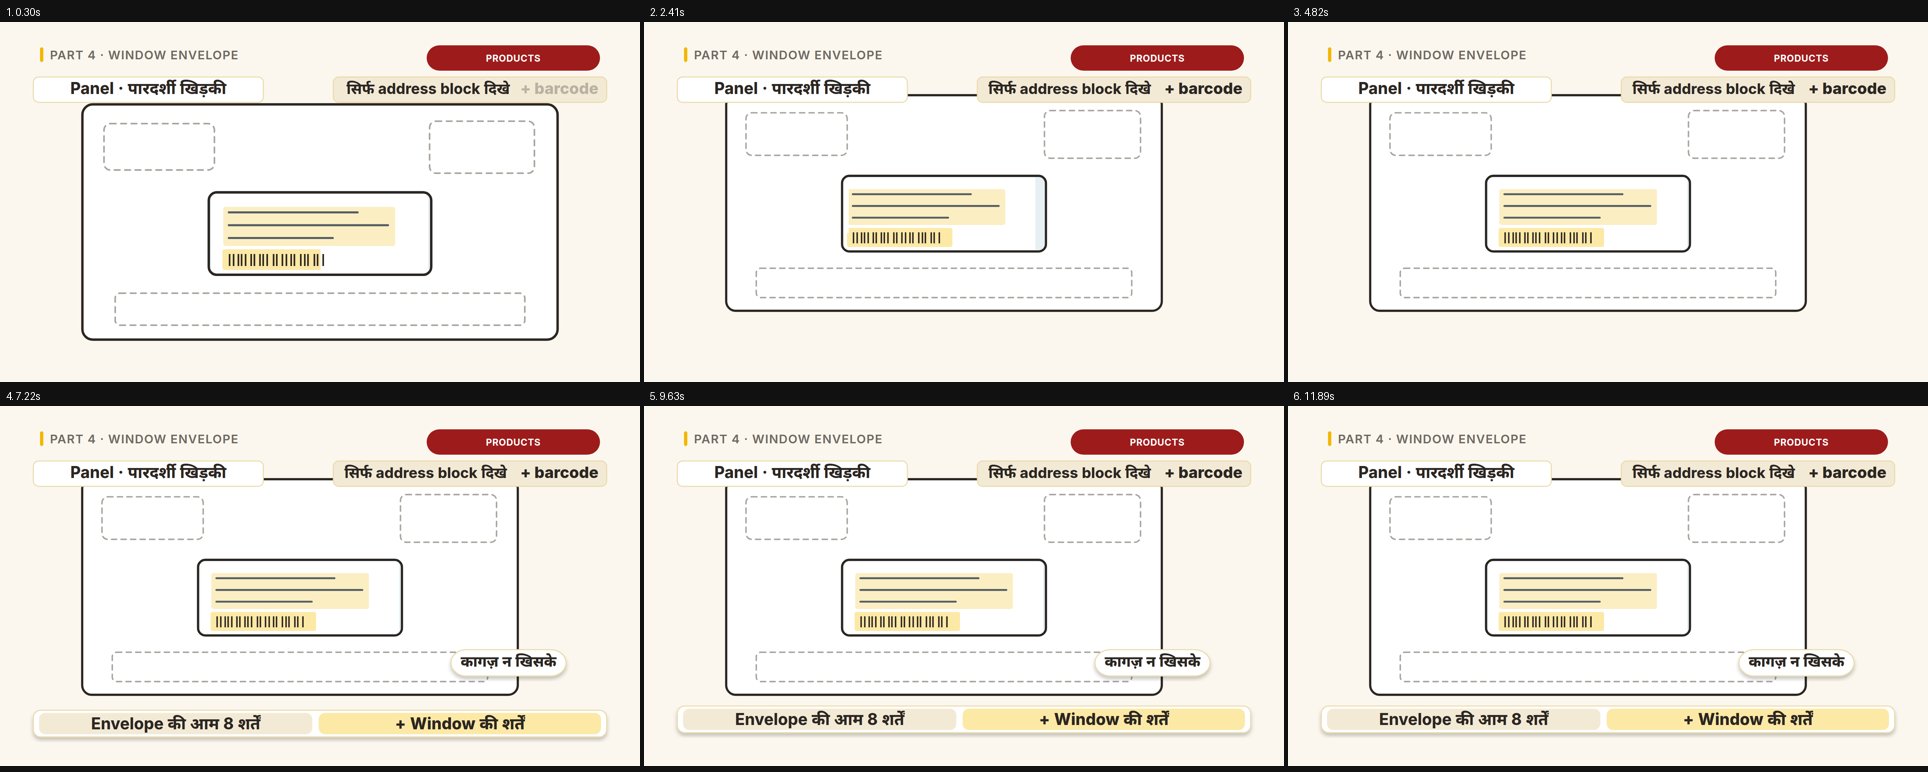 1. 0.30s
PART 4 · WINDOW ENVELOPE
PRODUCTS
Panel · पारदर्शी खिड़की
सिर्फ address block दिखे + barcode
2. 2.41s
PART 4 · WINDOW ENVELOPE
PRODUCTS
Panel · पारदर्शी खिड़की
सिर्फ address block दिखे + barcode
3. 4.82s
PART 4 · WINDOW ENVELOPE
PRODUCTS
Panel · पारदर्शी खिड़की
सिर्फ address block दिखे + barcode
4. 7.22s
PART 4 · WINDOW ENVELOPE
PRODUCTS
Panel · पारदर्शी खिड़की
सिर्फ address block दिखे + barcode
कागज़ न खिसके
Envelope की आम 8 शर्तें
+ Window की शर्तें
5. 9.63s
PART 4 · WINDOW ENVELOPE
PRODUCTS
Panel · पारदर्शी खिड़की
सिर्फ address block दिखे + barcode
कागज़ न खिसके
Envelope की आम 8 शर्तें
+ Window की शर्तें
6. 11.89s
PART 4 · WINDOW ENVELOPE
PRODUCTS
Panel · पारदर्शी खिड़की
सिर्फ address block दिखे + barcode
कागज़ न खिसके
Envelope की आम 8 शर्तें
+ Window की शर्तें